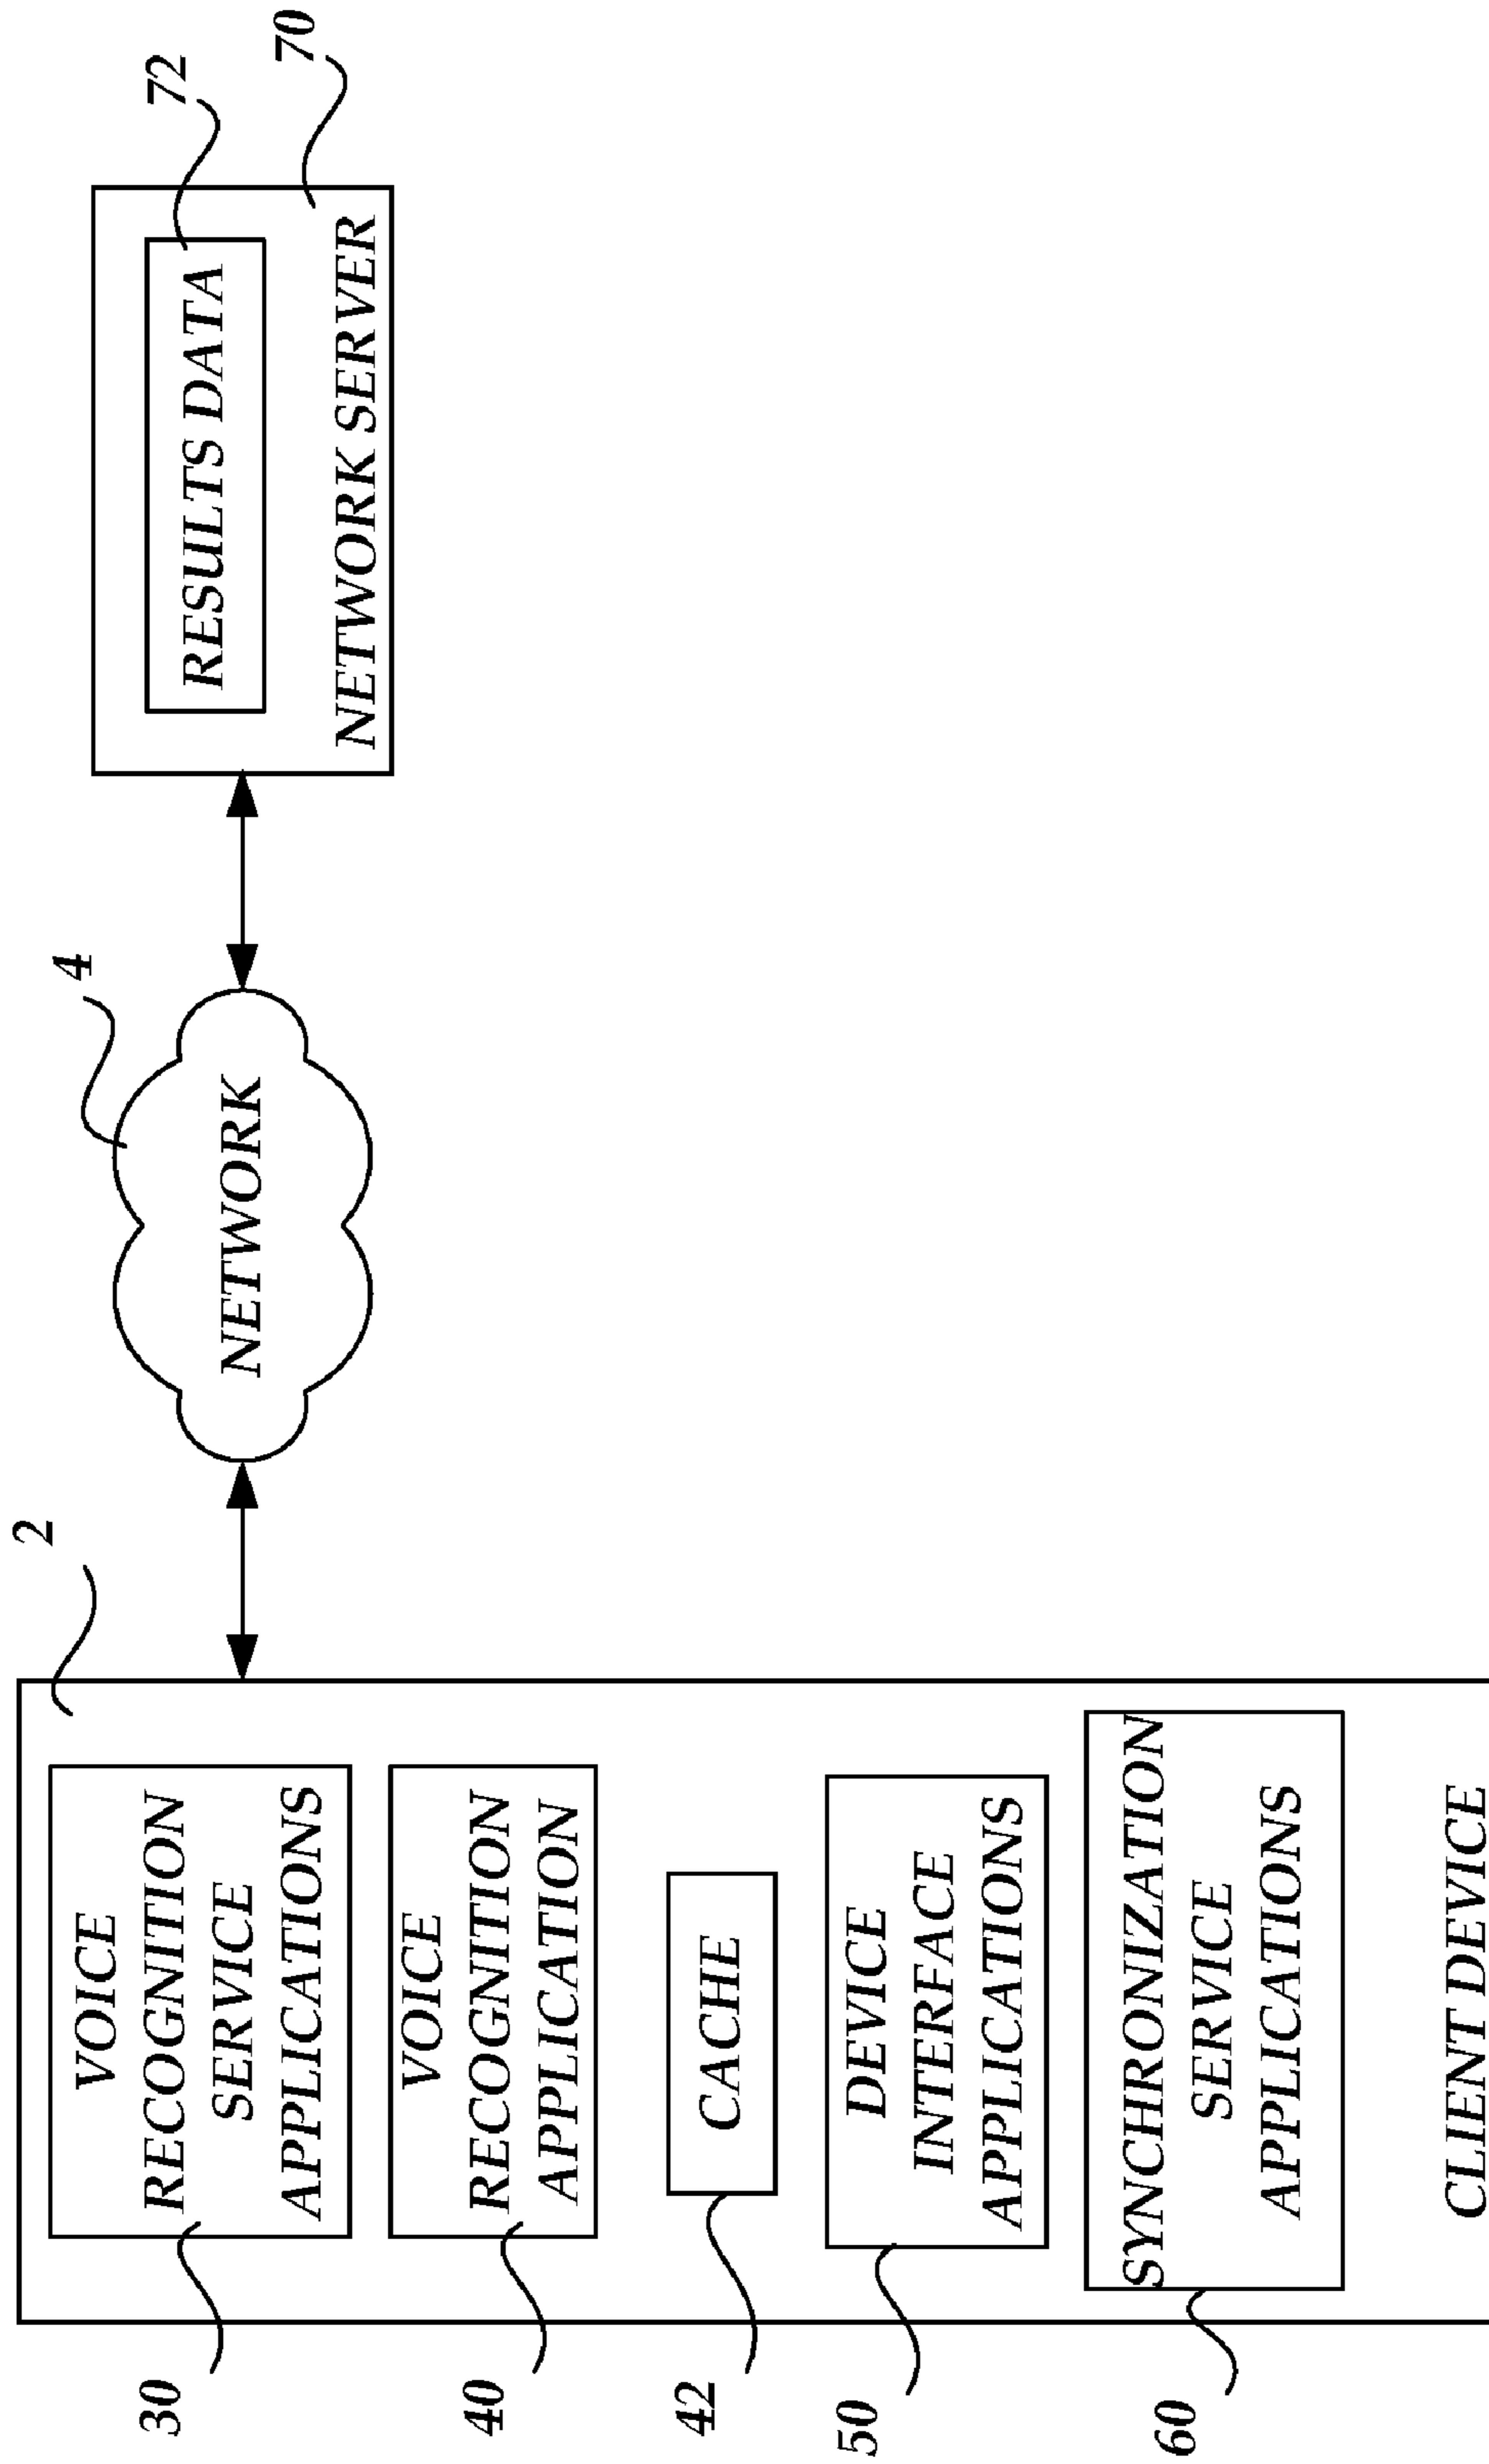 2
30
VOICE
RECOGNITION
SERVICE
APPLICATIONS
40
VOICE
RECOGNITION
APPLICATION
42
CACHE
50
DEVICE
INTERFACE
APPLICATIONS
60
SYNCHRONIZATION
SERVICE
APPLICATIONS
CLIENT DEVICE
4
NETWORK
72
RESULTS DATA
70
NETWORK SERVER